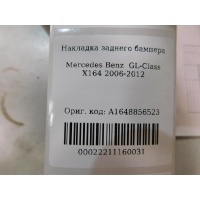 Накладка заднего бампера
Mercedes Benz GL-Class
X164 2006-2012
Ориг. код: A1648856523
00022211160031